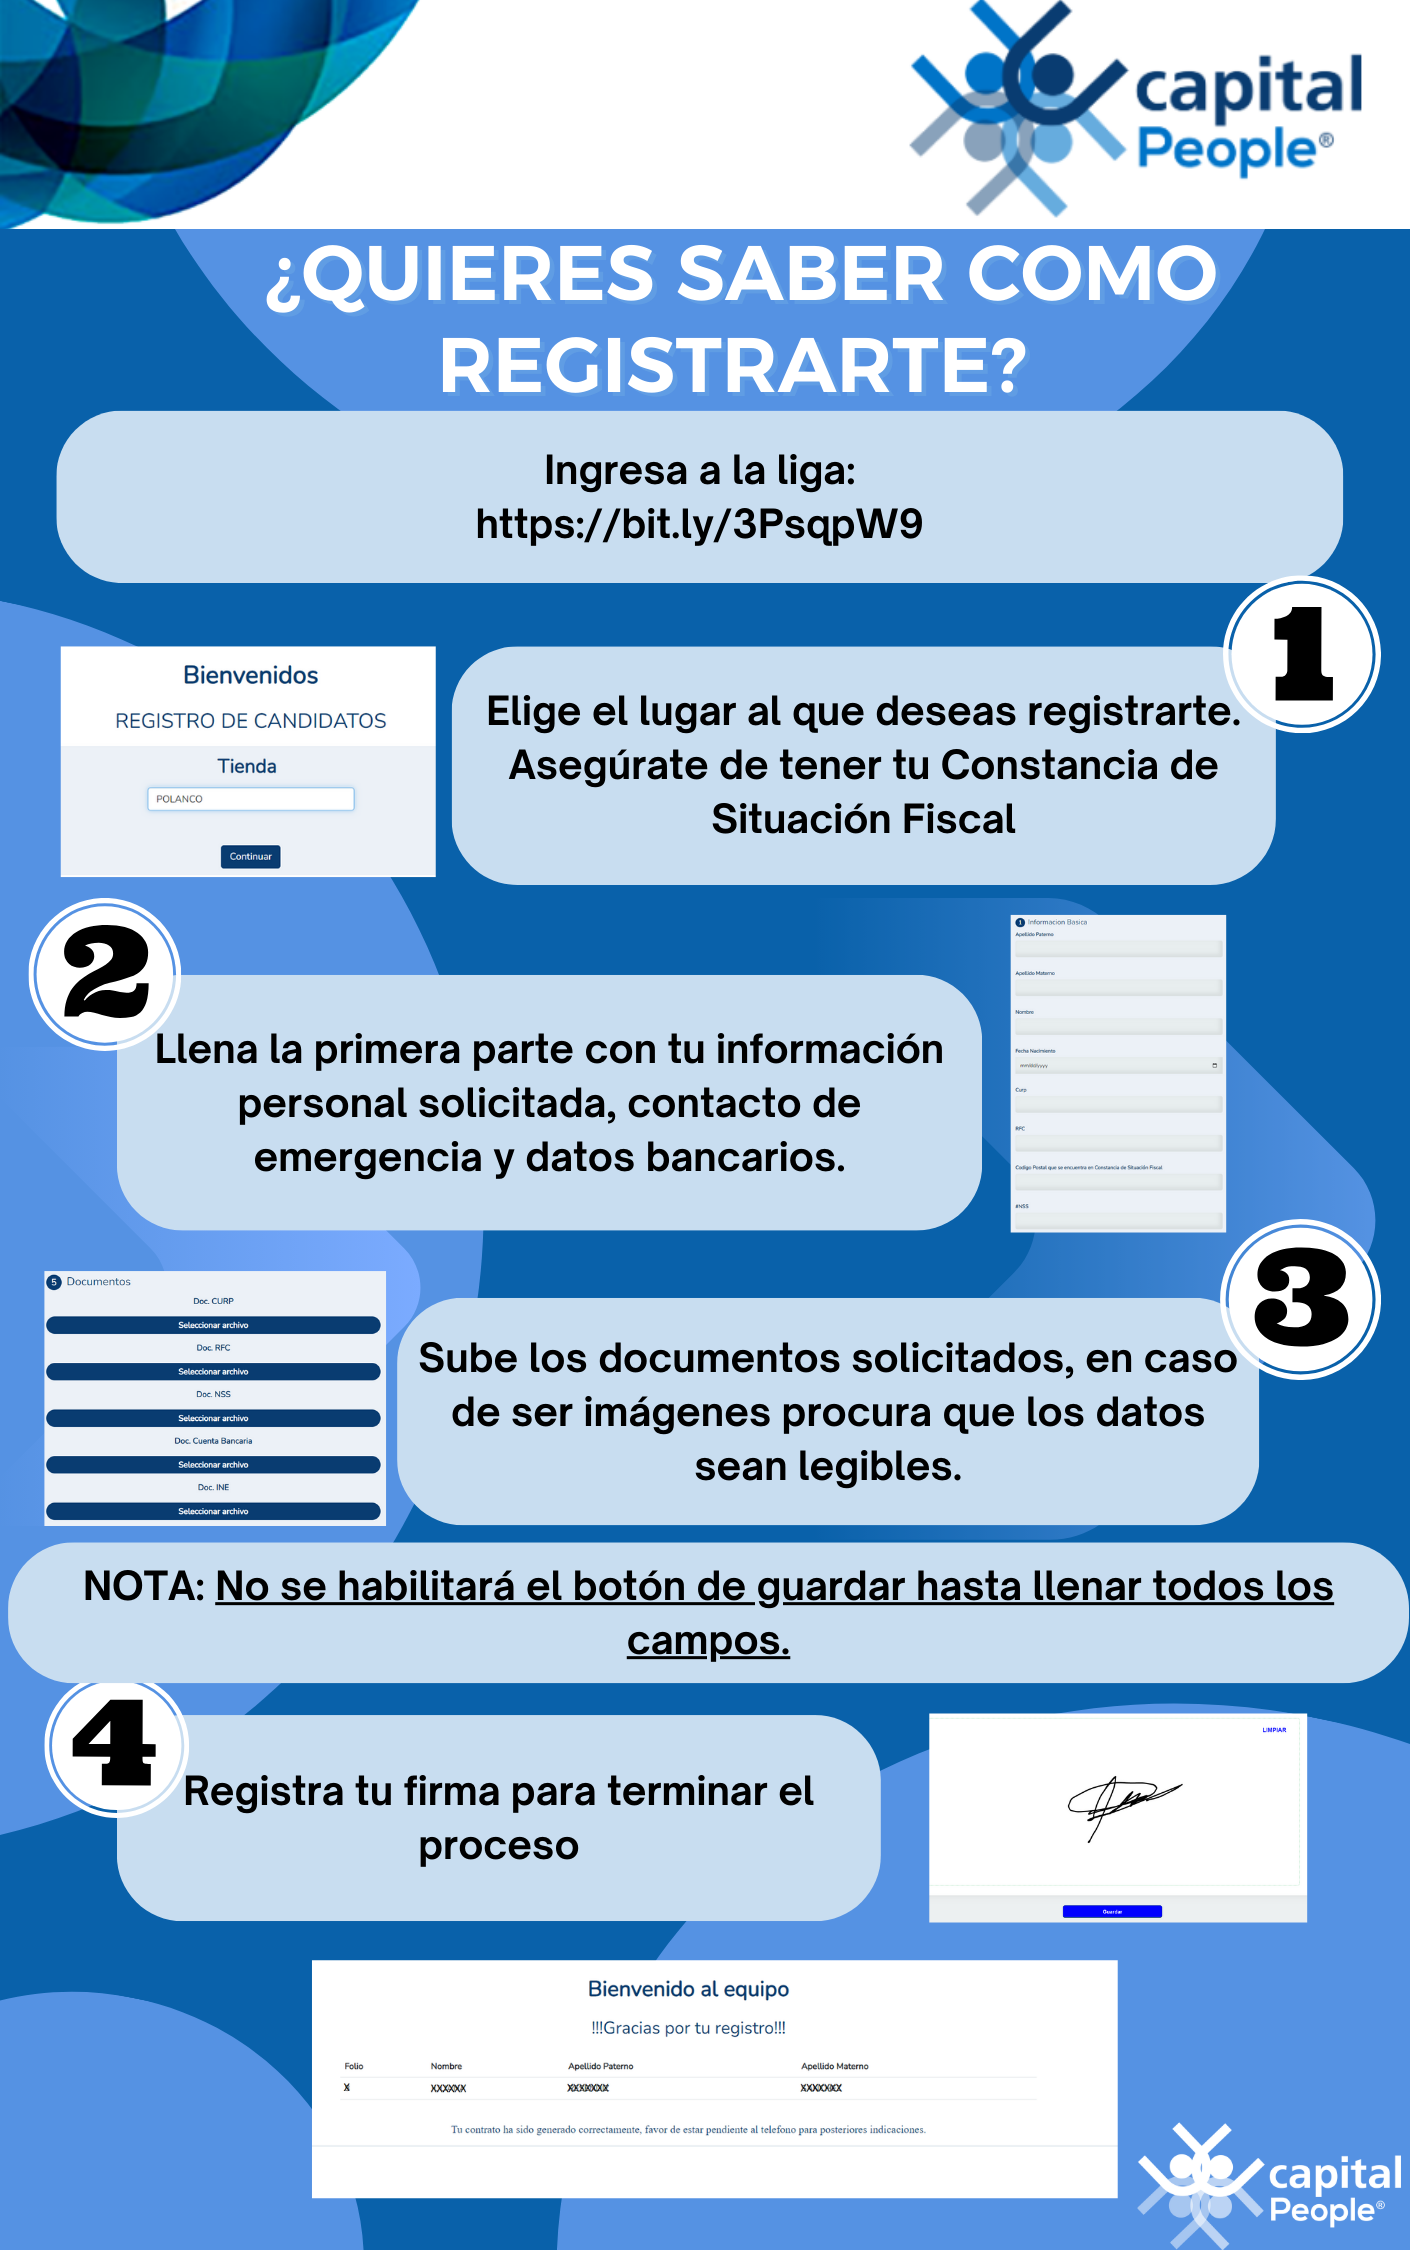 capital
People®
¿QUIERES SABER COMO
REGISTRARTE?
Ingresa a la liga:
https://bit.ly/3PsqpW9
1
Bienvenidos
REGISTRO DE CANDIDATOS
Tienda
POLANCO
Continuar
Elige el lugar al que deseas registrarte.
Asegúrate de tener tu Constancia de
Situación Fiscal
2
Llena la primera parte con tu información
personal solicitada, contacto de
emergencia y datos bancarios.
1 Informacion Basica
Apellido Paterno
Apellido Materno
Nombre
Fecha Nacimiento
mm/dd/yyyy
Curp
RFC
Codigo Postal que se encuentra en Constancia de Situación Fiscal
#NSS
3
5 Documentos
Doc. CURP
Seleccionar archivo
Doc. RFC
Seleccionar archivo
Doc. NSS
Seleccionar archivo
Doc. Cuenta Bancaria
Seleccionar archivo
Doc. INE
Seleccionar archivo
Sube los documentos solicitados, en caso
de ser imágenes procura que los datos
sean legibles.
NOTA: No se habilitará el botón de guardar hasta llenar todos los
campos.
4
Registra tu firma para terminar el
proceso
LIMPIAR
Guardar
Bienvenido al equipo
!!!Gracias por tu registro!!!
Folio Nombre Apellido Paterno Apellido Materno
X XXXXXX XXXXXXX XXXXXXX
Tu contrato ha sido generado correctamente, favor de estar pendiente al telefono para posteriores indicaciones.
capital
People®